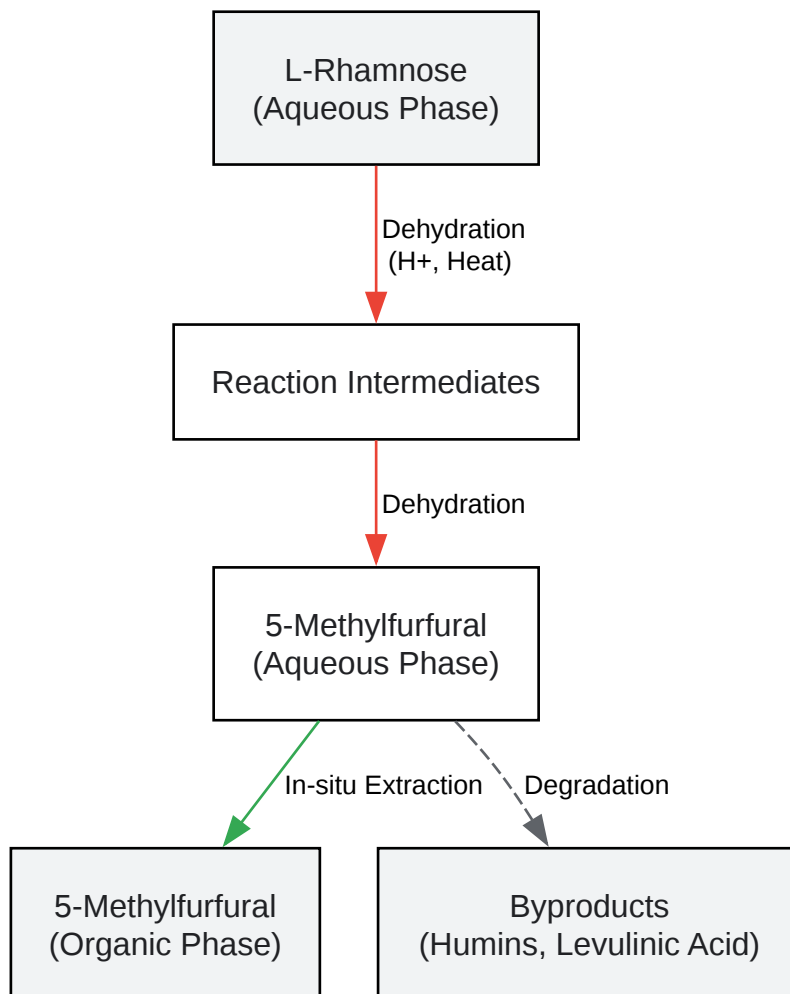 L-Rhamnose
(Aqueous Phase)
Dehydration
(H+, Heat)
Reaction Intermediates
Dehydration
5-Methylfurfural
(Aqueous Phase)
In-situ Extraction
Degradation
5-Methylfurfural
(Organic Phase)
Byproducts
(Humins, Levulinic Acid)